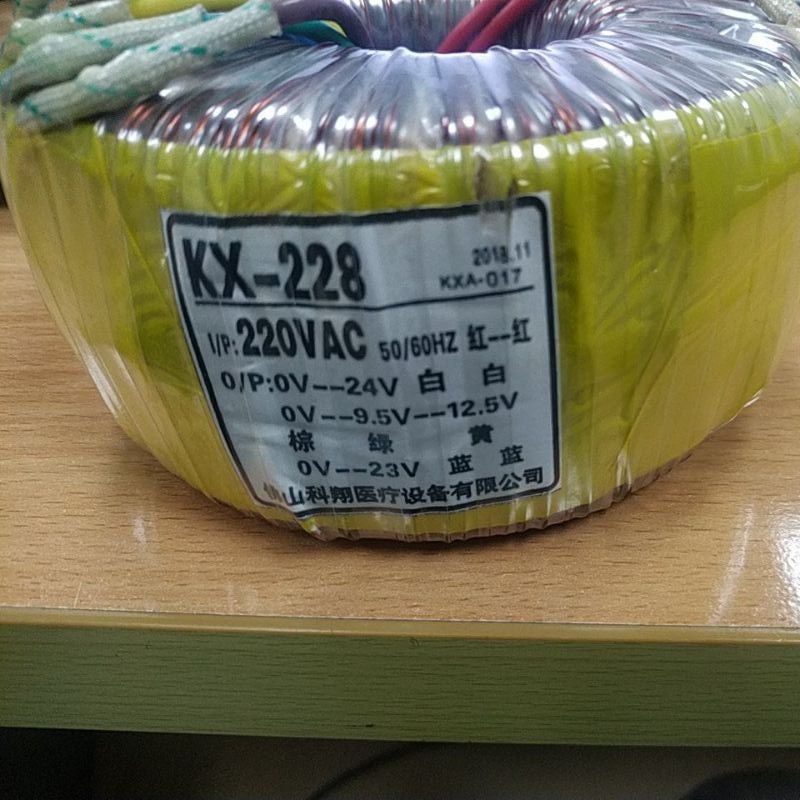 KX-228
2018.11
KXA-017
I/P: 220VAC 50/60HZ 红--红
O/P:0V--24V 白 白
0V--9.5V--12.5V
棕 绿 黄
0V--23V 蓝 蓝
佛山科翔医疗设备有限公司